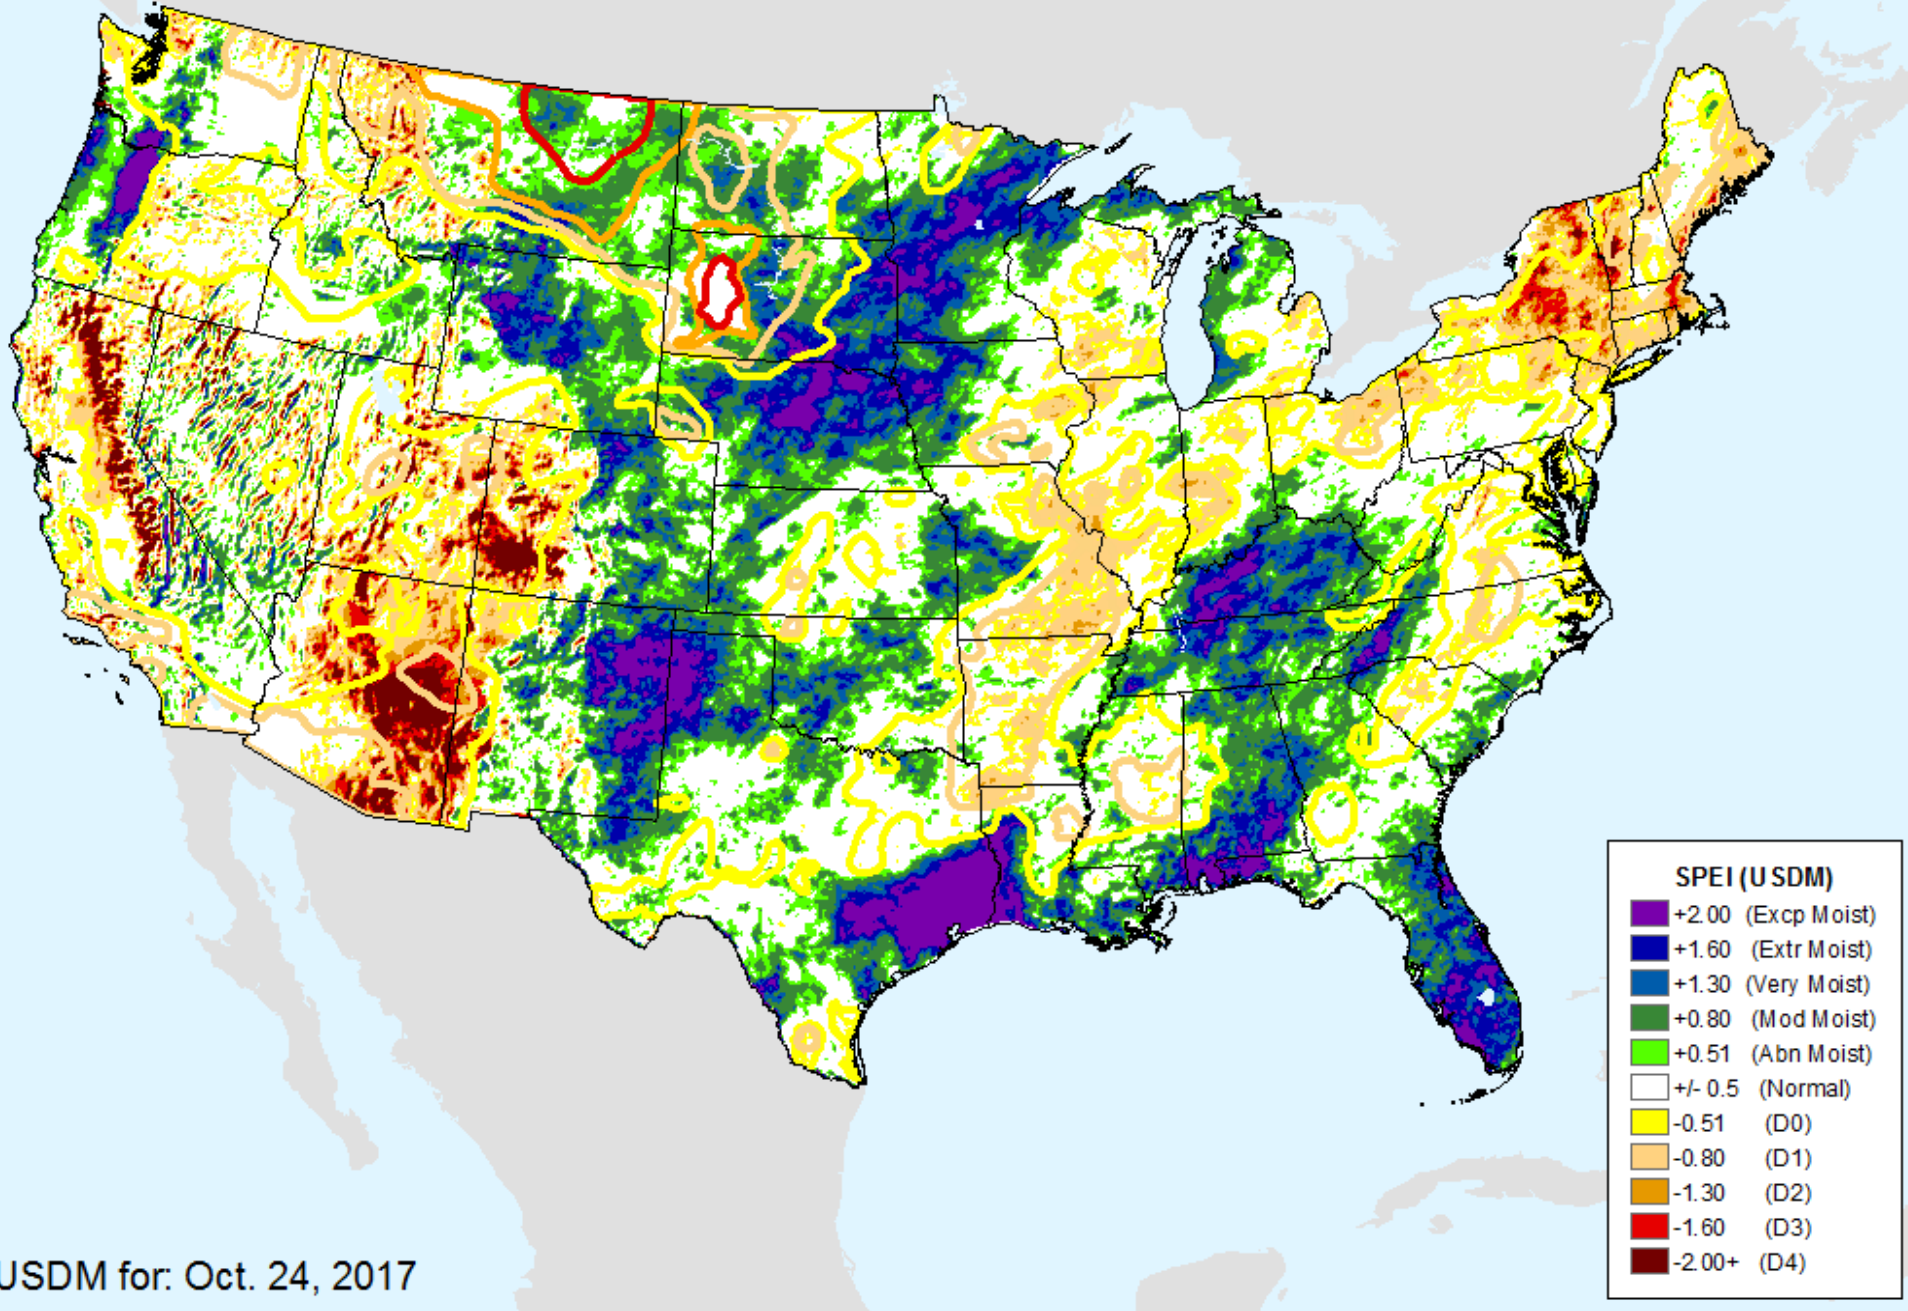 SPEI (USDM)
+2.00 (Excp Moist)
+1.60 (Extr Moist)
+1.30 (Very Moist)
+0.80 (Mod Moist)
+0.51 (Abn Moist)
+/- 0.5 (Normal)
-0.51 (D0)
-0.80 (D1)
-1.30 (D2)
-1.60 (D3)
-2.00+ (D4)
USDM for: Oct. 24, 2017